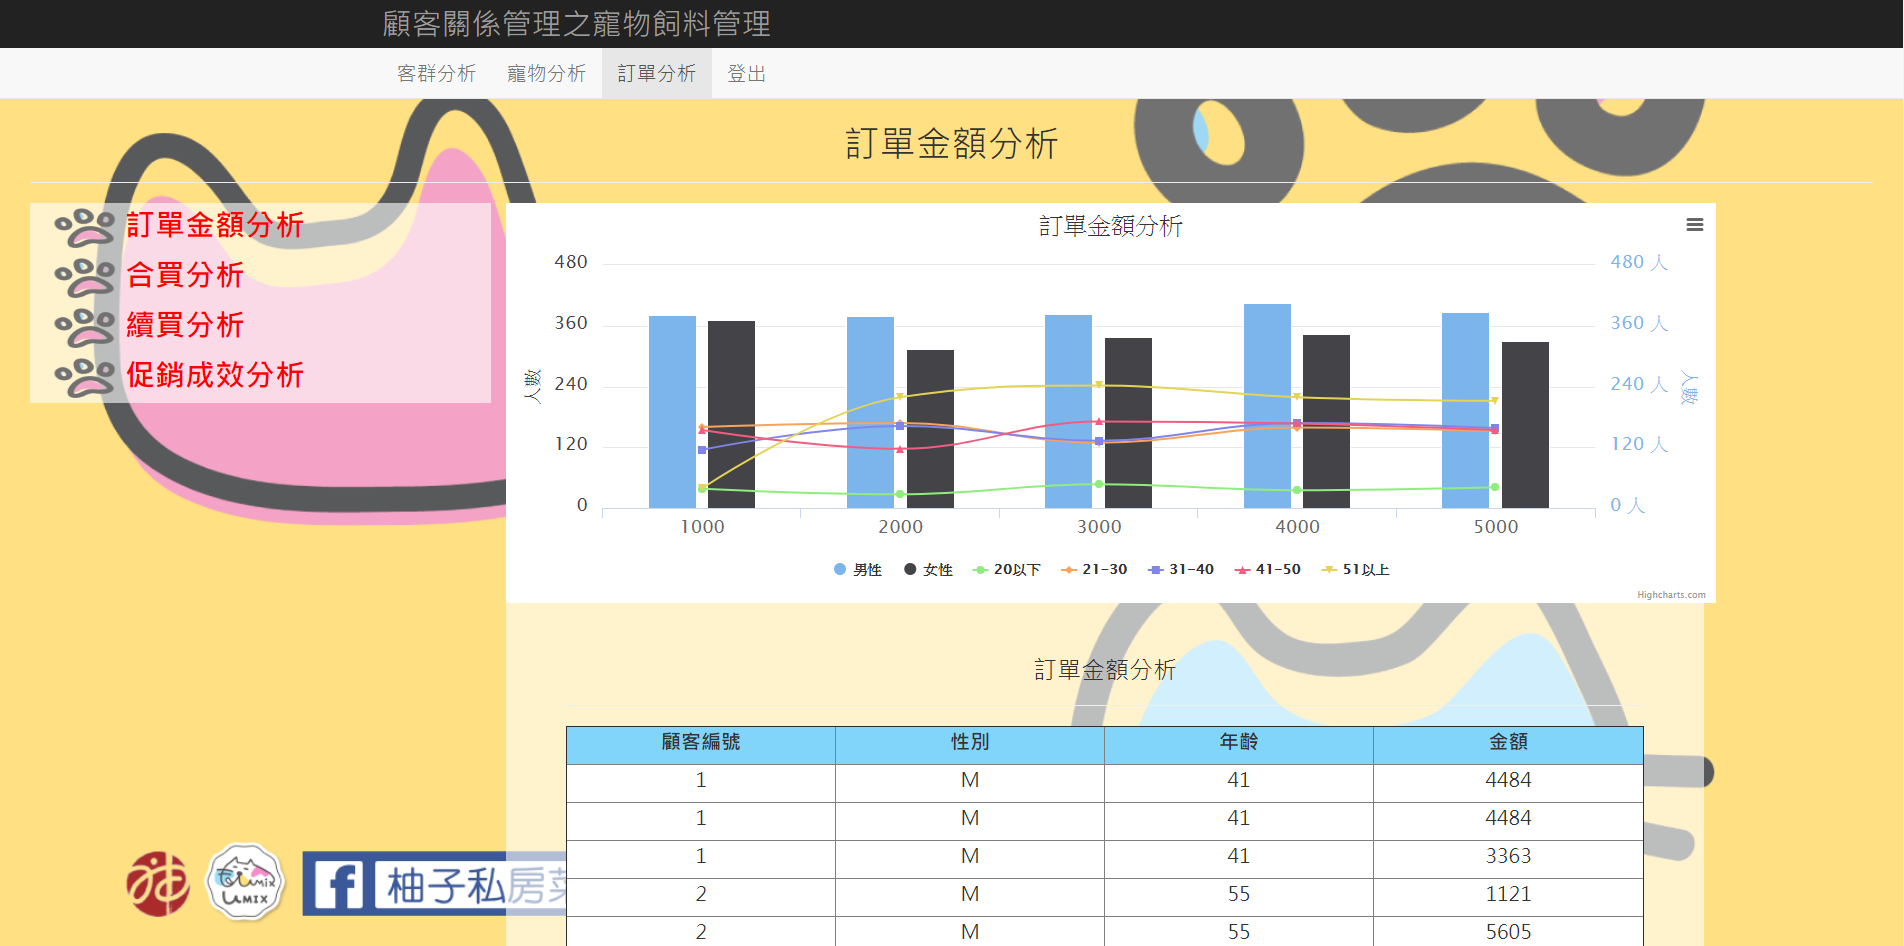 顧客關係管理之寵物飼料管理
客群分析 寵物分析 訂單分析 登出
訂單金額分析
訂單金額分析
合買分析
續買分析
促銷成效分析
訂單金額分析
480 480 人
360 360 人
240 240 人
120 120 人
0 0 人
人數 人數
1000 2000 3000 4000 5000
男性 女性 20以下 21-30 31-40 41-50 51以上
Highcharts.com
訂單金額分析
顧客編號 性別 年齡 金額
1 M 41 4484
1 M 41 4484
1 M 41 3363
2 M 55 1121
2 M 55 5605
f 柚子私房菜